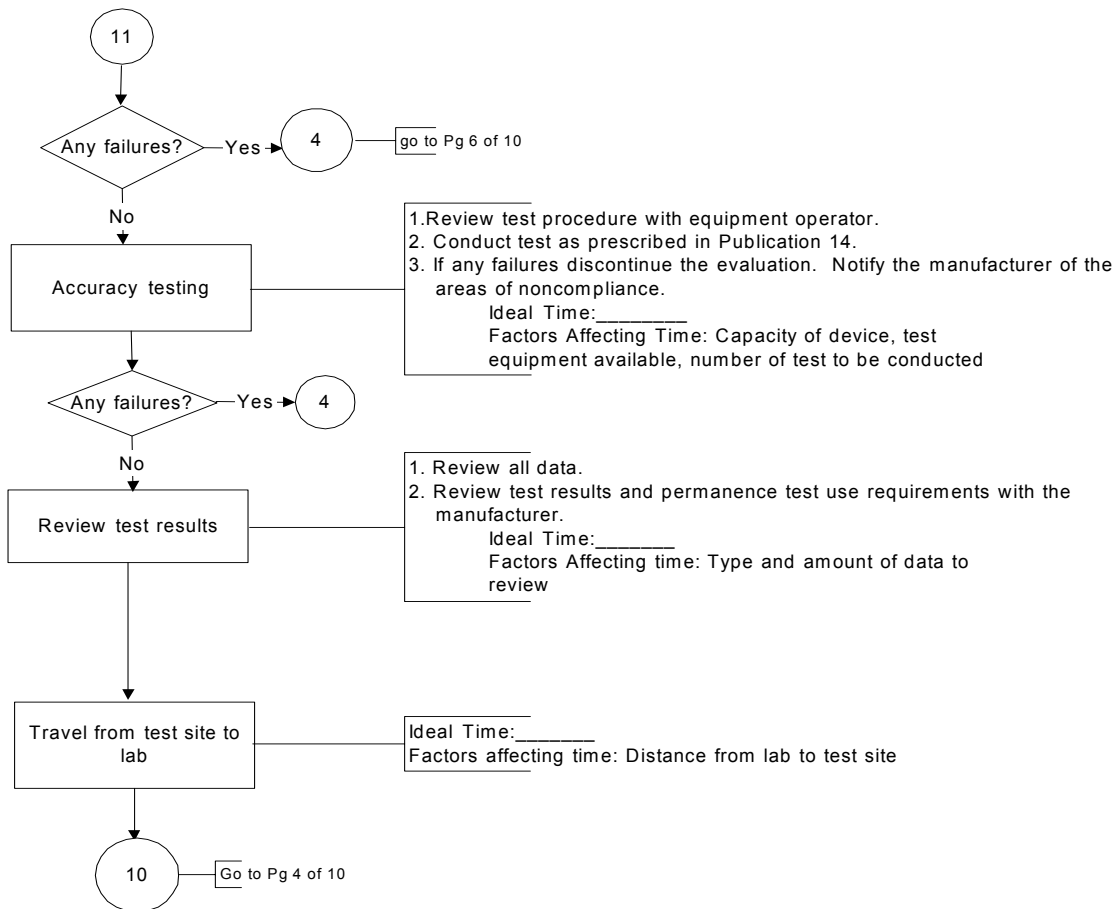 11
Any failures?
Yes
4
go to Pg 6 of 10
No
Accuracy testing
1.Review test procedure with equipment operator.
2. Conduct test as prescribed in Publication 14.
3. If any failures discontinue the evaluation. Notify the manufacturer of the
areas of noncompliance.
Ideal Time:________
Factors Affecting Time: Capacity of device, test
equipment available, number of test to be conducted
Any failures?
Yes
4
No
Review test results
1. Review all data.
2. Review test results and permanence test use requirements with the
manufacturer.
Ideal Time:_______
Factors Affecting time: Type and amount of data to
review
Travel from test site to
lab
Ideal Time:_______
Factors affecting time: Distance from lab to test site
10
Go to Pg 4 of 10